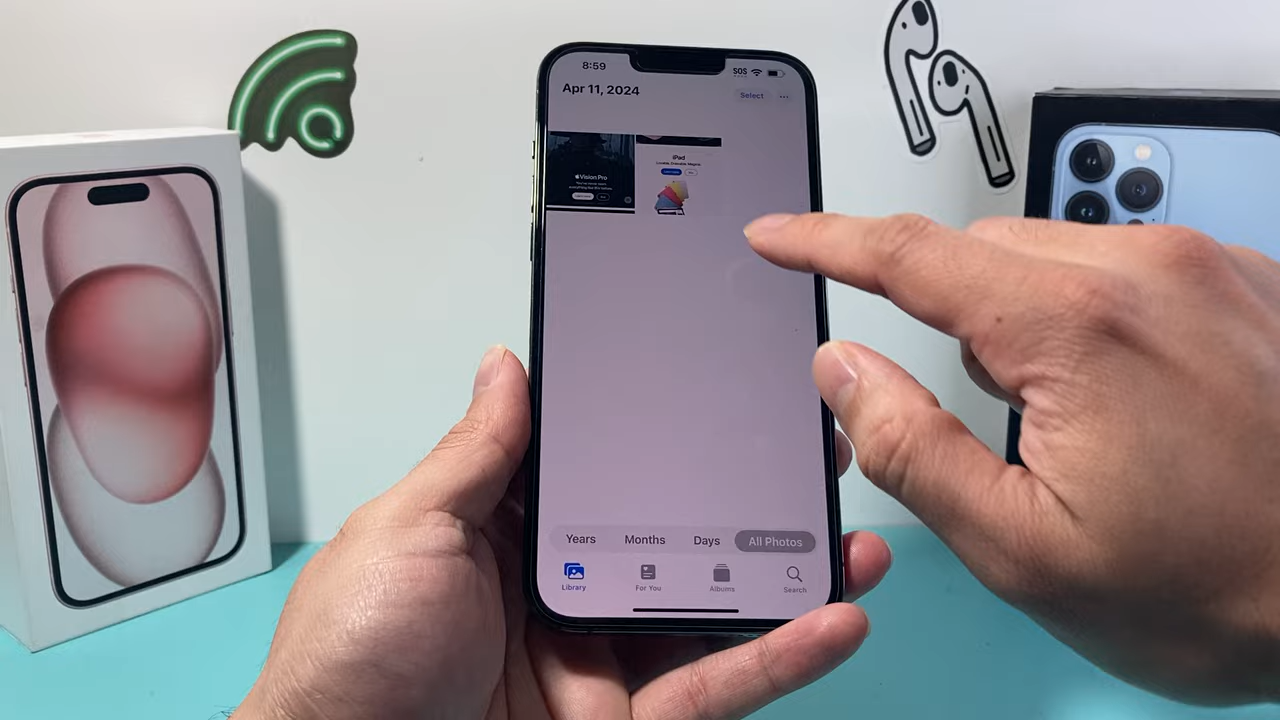 8:59
SOS
Apr 11, 2024
Select
Vision Pro
iPad
Years
Months
Days
All Photos
Library
For You
Albums
Search